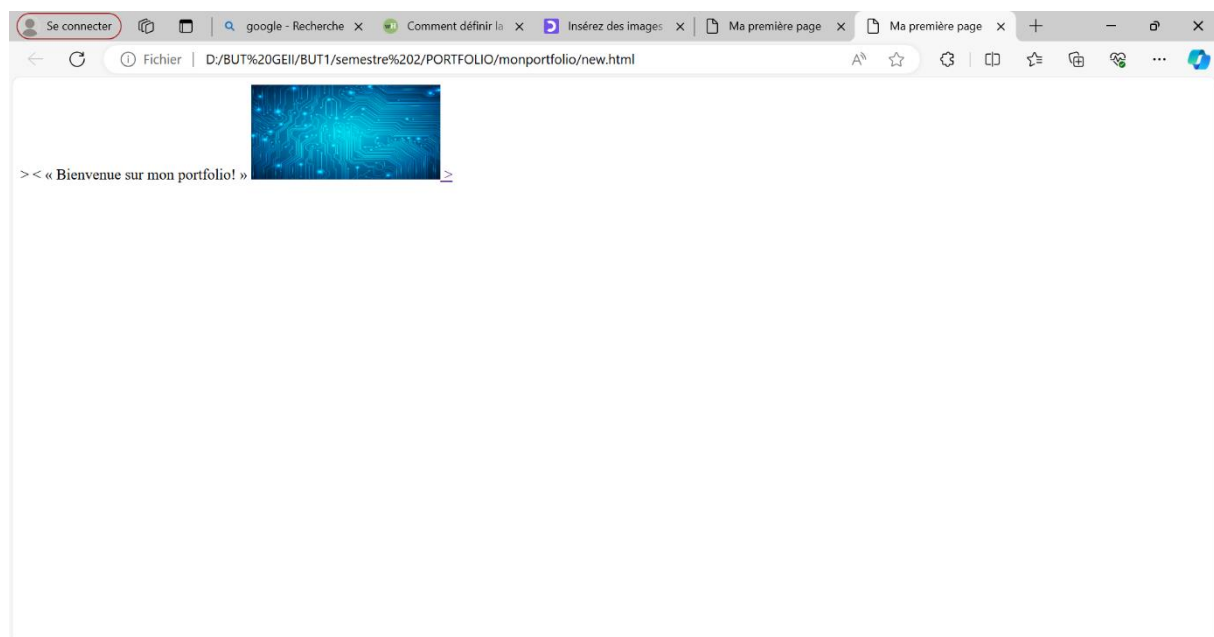 Se connecter google - Recherche Comment définir la Insérez des images Ma première page Ma première page
Fichier D:/BUT%20GEII/BUT1/semestre%202/PORTFOLIO/monportfolio/new.html
> < « Bienvenue sur mon portfolio! » >